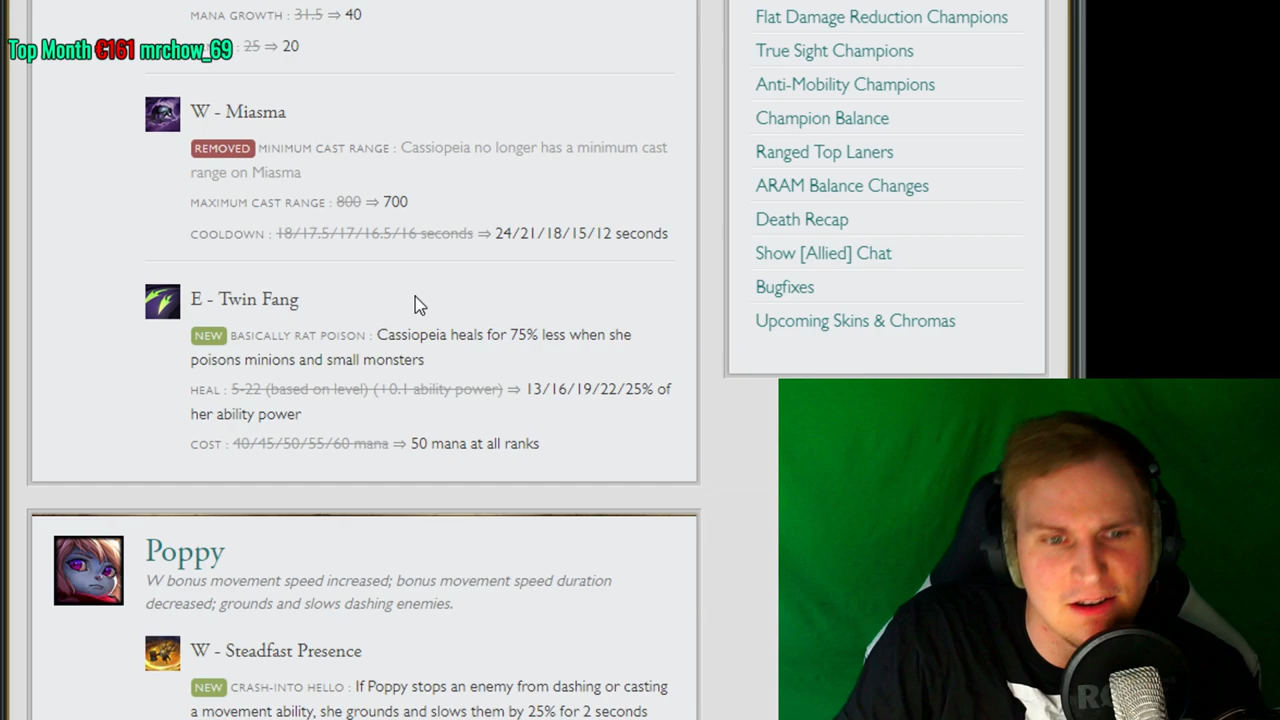 MANA GROWTH : 31.5 ⇒ 40
Top Month €161 mrchow_69
: 25 ⇒ 20
W - Miasma
REMOVED MINIMUM CAST RANGE : Cassiopeia no longer has a minimum cast
range on Miasma
MAXIMUM CAST RANGE : 800 ⇒ 700
COOLDOWN : 18/17.5/17/16.5/16 seconds ⇒ 24/21/18/15/12 seconds
E - Twin Fang
NEW BASICALLY RAT POISON : Cassiopeia heals for 75% less when she
poisons minions and small monsters
HEAL : 5-22 (based on level) (+0.1 ability power) ⇒ 13/16/19/22/25% of
her ability power
COST : 40/45/50/55/60 mana ⇒ 50 mana at all ranks
Poppy
W bonus movement speed increased; bonus movement speed duration
decreased; grounds and slows dashing enemies.
W - Steadfast Presence
NEW CRASH-INTO HELLO : If Poppy stops an enemy from dashing or casting
a movement ability, she grounds and slows them by 25% for 2 seconds
Flat Damage Reduction Champions
True Sight Champions
Anti-Mobility Champions
Champion Balance
Ranged Top Laners
ARAM Balance Changes
Death Recap
Show [Allied] Chat
Bugfixes
Upcoming Skins & Chromas